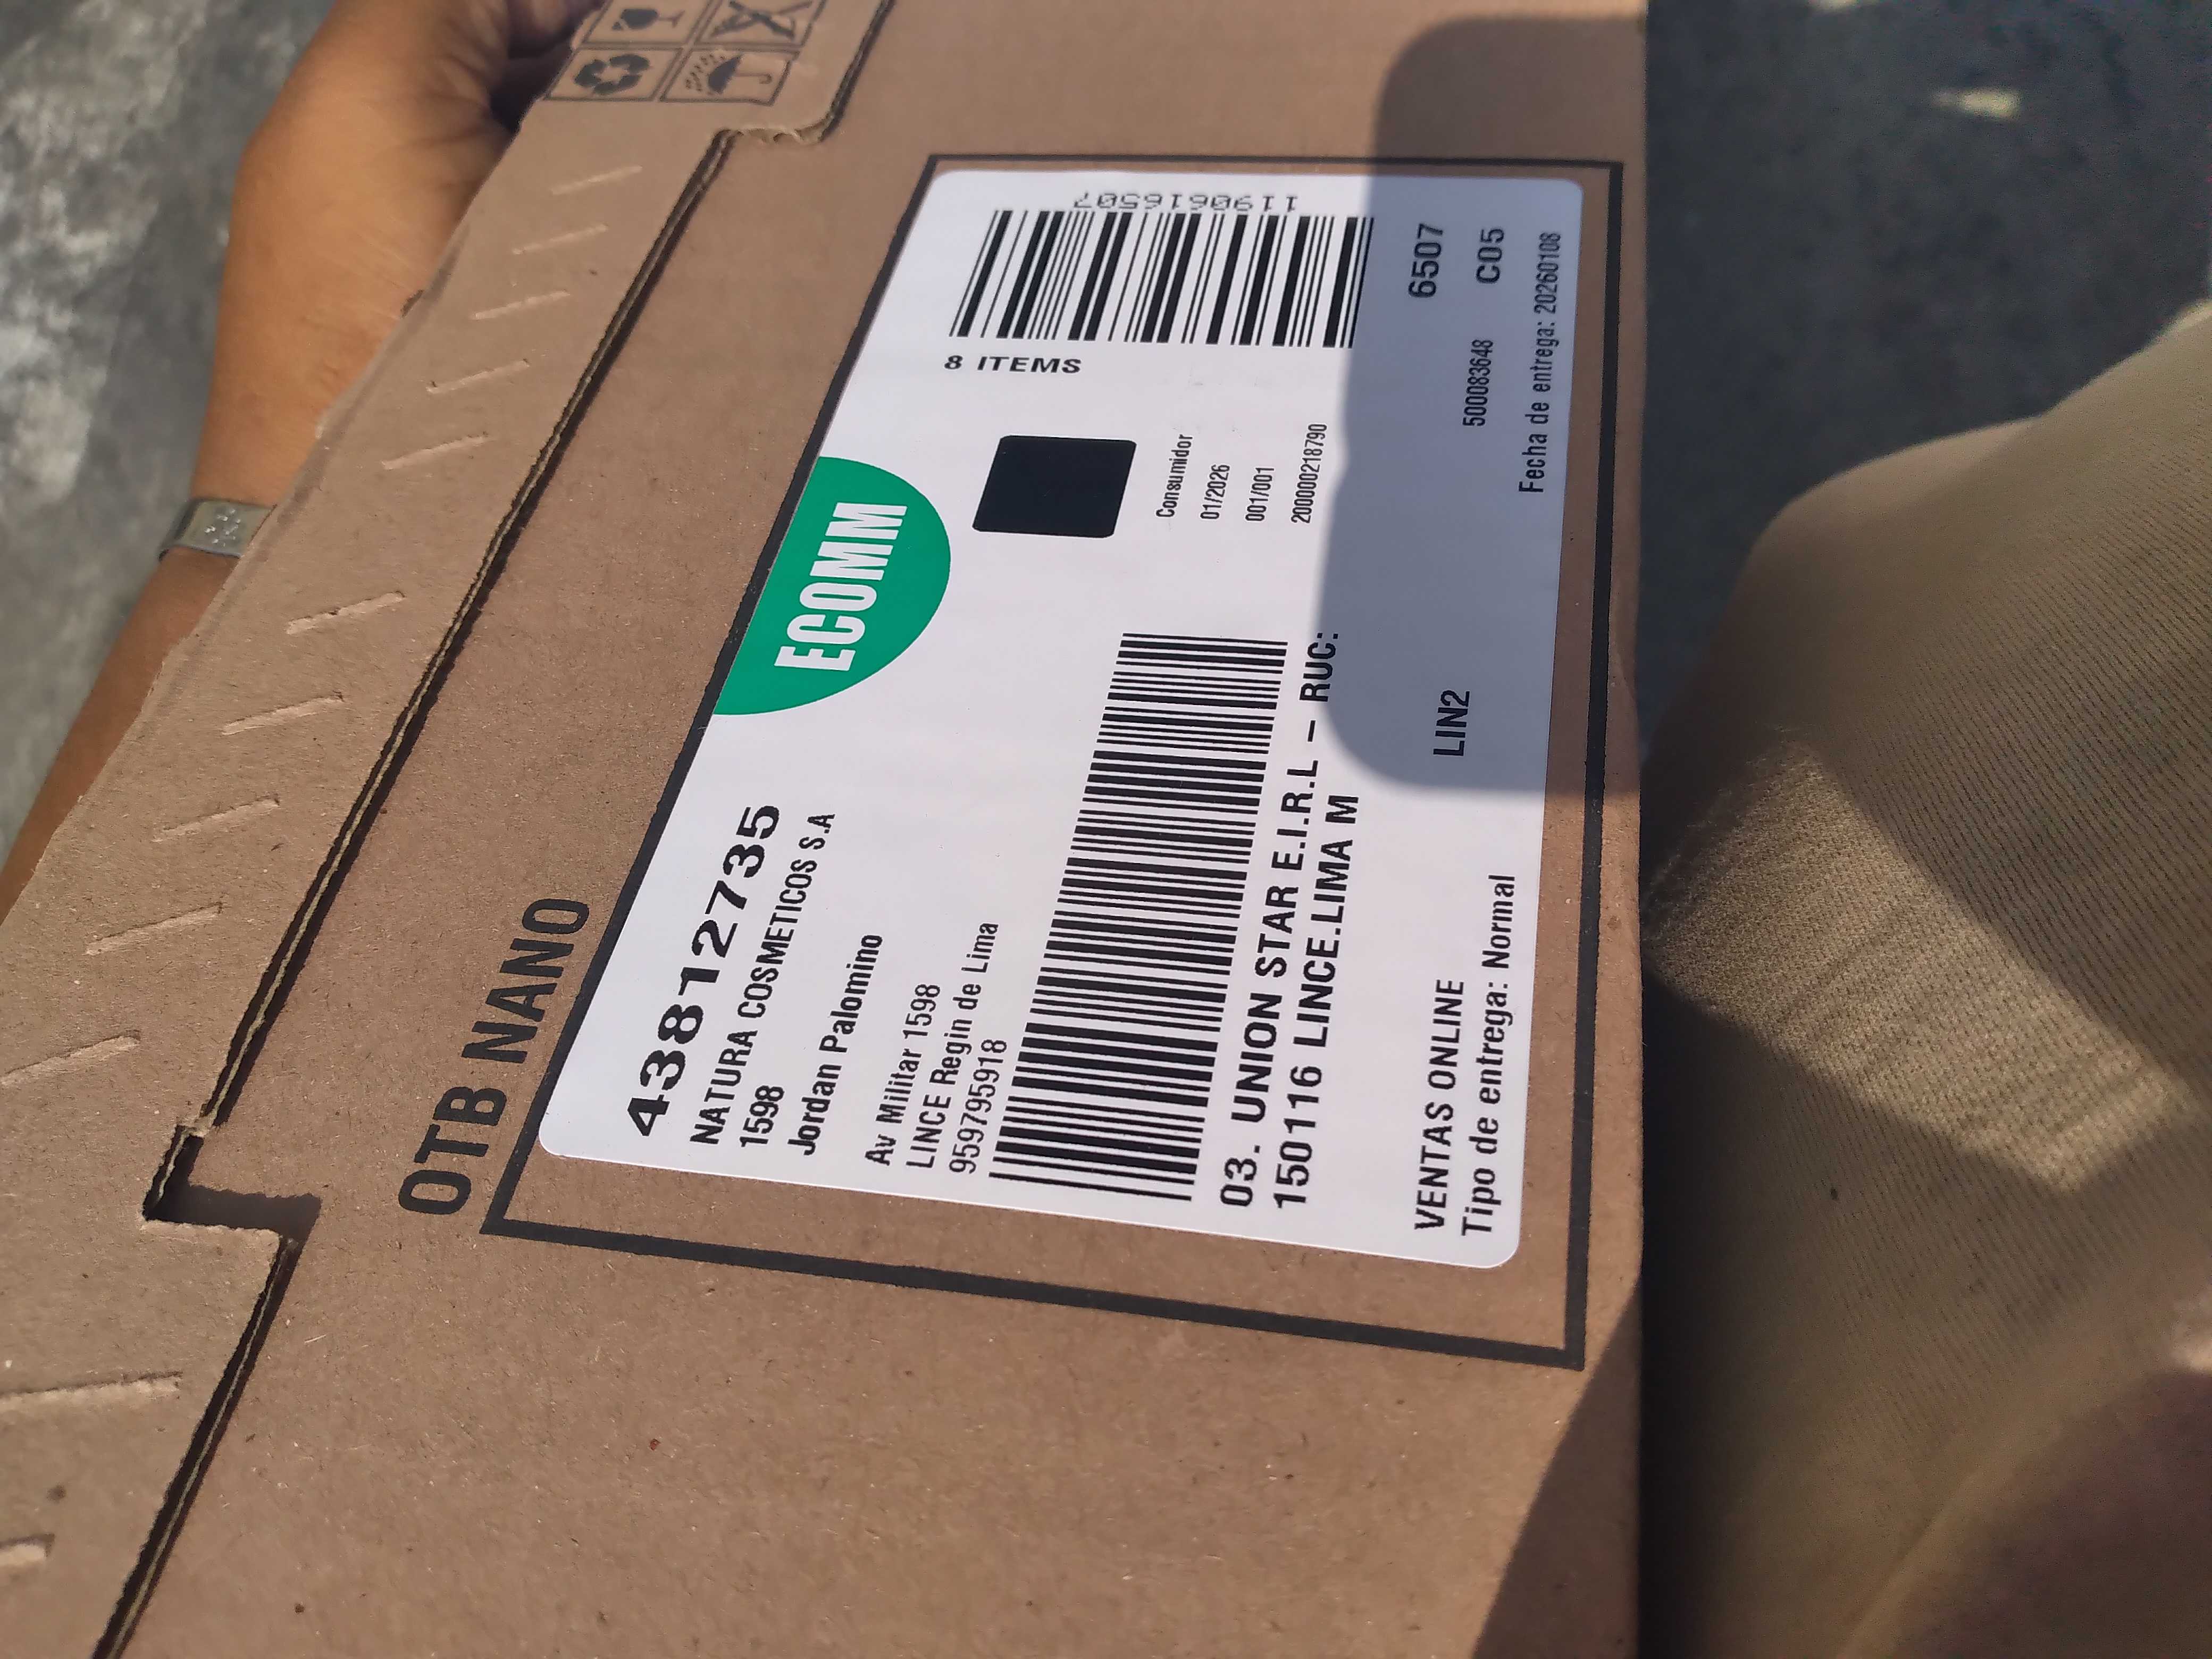 OTB NANO
438112735
NATURA COSMETICOS S.A
1598
Jordan Palomino
Av Militar 1598
LINCE Regin de Lima
959795918
ECOMM
8 ITEMS
1190616507
Consumidor
01/2026
001/001
200000218790
03. UNION STAR E.I.R.L - RUC:
150116 LINCE.LIMA M
6507
LIN2
500083648
C05
VENTAS ONLINE
Tipo de entrega: Normal
Fecha de entrega: 20260108